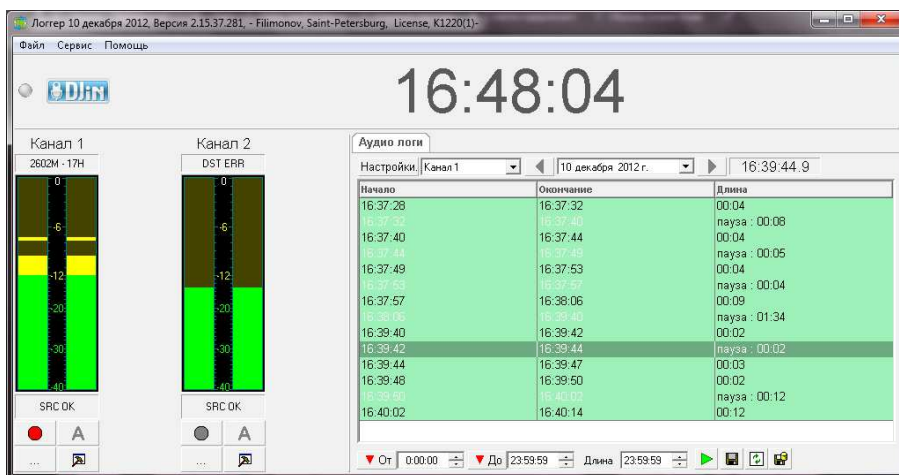 Логгер 10 декабря 2012, Версия 2.15.37.281, - Filimonov, Saint-Petersburg, License, K1220(1)-
Файл Сервис Помощь
DJin
16:48:04
Канал 1
2602M - 17H
0
-6
-12
-20
-30
-40
SRC OK
A
...
Канал 2
DST ERR
0
-6
-12
-20
-30
-40
SRC OK
A
...
Аудио логи
Настройки. Канал 1 10 декабря 2012 г. 16:39:44.9
Начало Окончание Длина
16:37:28 16:37:32 00:04
16:37:32 16:37:40 пауза : 00:08
16:37:40 16:37:44 00:04
16:37:44 16:37:49 пауза : 00:05
16:37:49 16:37:53 00:04
16:37:53 16:37:57 пауза : 00:04
16:37:57 16:38:06 00:09
16:38:06 16:39:40 пауза : 01:34
16:39:40 16:39:42 00:02
16:39:42 16:39:44 пауза : 00:02
16:39:44 16:39:47 00:03
16:39:48 16:39:50 00:02
16:39:50 16:40:02 пауза : 00:12
16:40:02 16:40:14 00:12
От 0:00:00 До 23:59:59 Длина 23:59:59